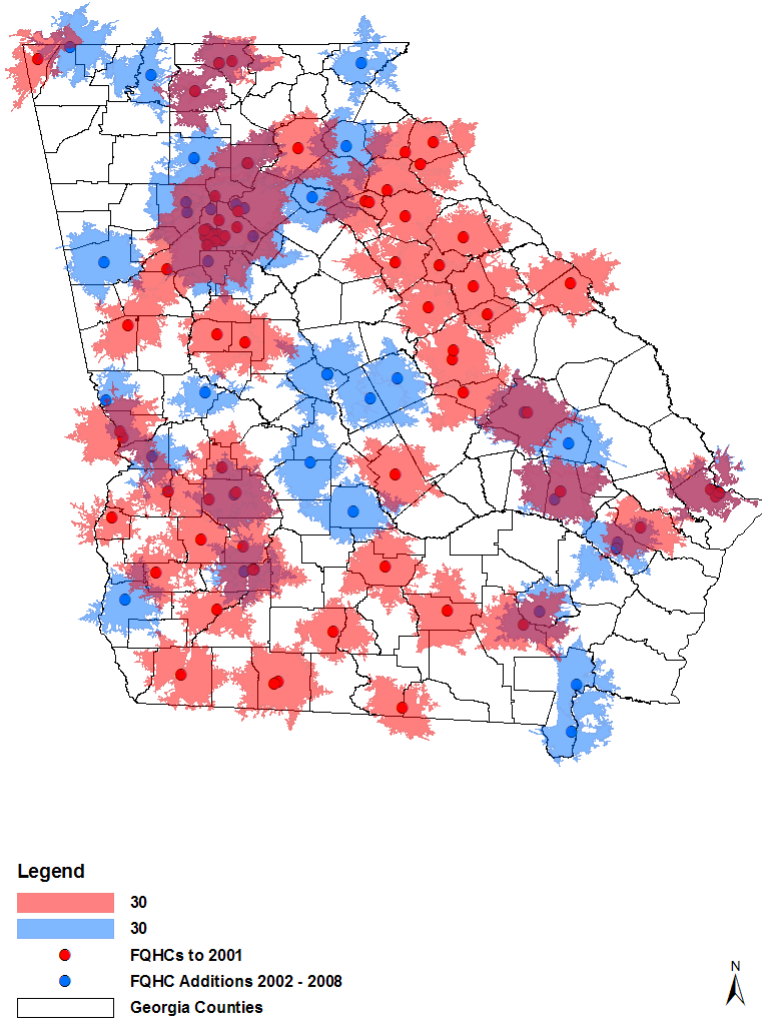 Legend
30
30
FQHCs to 2001
FQHC Additions 2002 - 2008
Georgia Counties
N